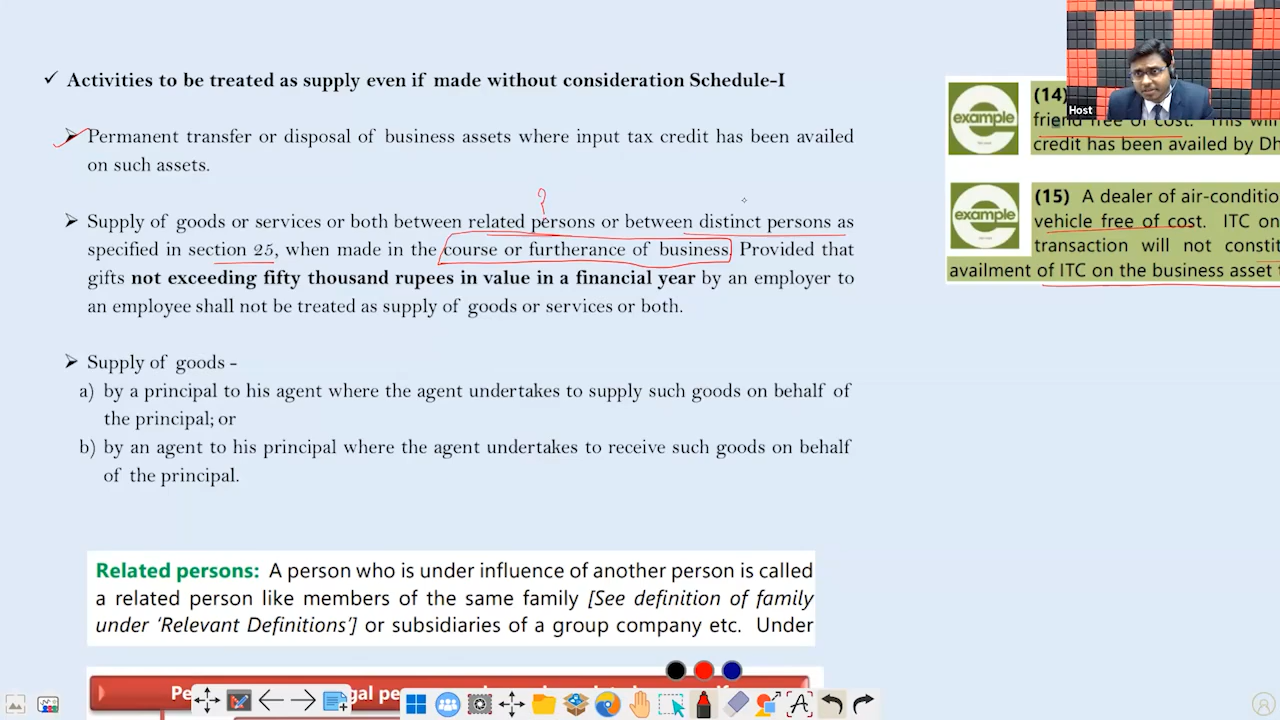 ✓ Activities to be treated as supply even if made without consideration Schedule-I
➤ Permanent transfer or disposal of business assets where input tax credit has been availed
on such assets.
➤ Supply of goods or services or both between related persons or between distinct persons as
specified in section 25, when made in the course or furtherance of business. Provided that
gifts not exceeding fifty thousand rupees in value in a financial year by an employer to
an employee shall not be treated as supply of goods or services or both.
➤ Supply of goods -
a) by a principal to his agent where the agent undertakes to supply such goods on behalf of
the principal; or
b) by an agent to his principal where the agent undertakes to receive such goods on behalf
of the principal.
Related persons: A person who is under influence of another person is called
a related person like members of the same family [See definition of family
under 'Relevant Definitions'] or subsidiaries of a group company etc. Under
example
(14)
friend free of cost. This will
credit has been availed by
example
(15) A dealer of
vehicle free of cost. ITC on
transaction will not
availment of ITC on the business asset
Host